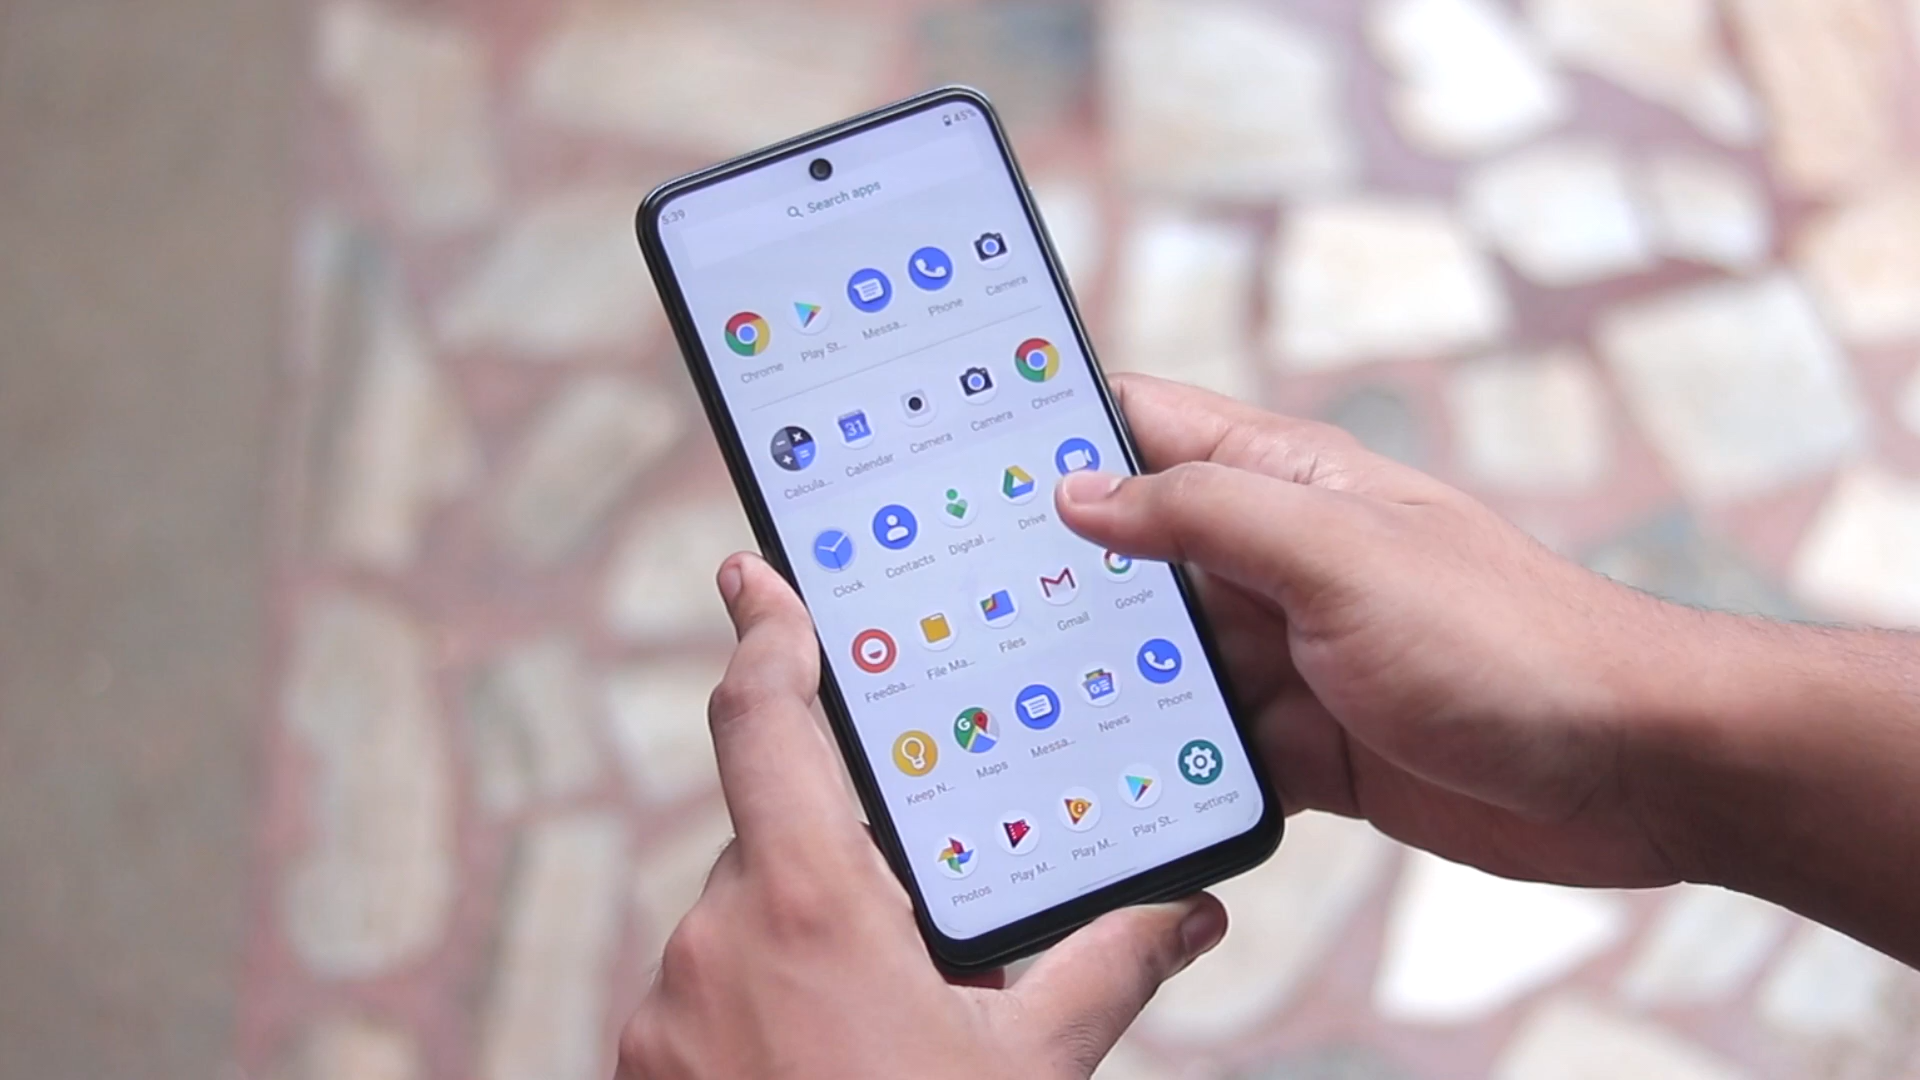 5:39
45%
Search apps
Chrome
Play St...
Messa...
Phone
Camera
Calcula...
31
Calendar
Camera
Camera
Chrome
Clock
Contacts
Digital ...
Drive
Feedba...
File Ma...
Files
Gmail
Google
Keep N...
Maps
Messa...
News
Phone
Photos
Play M...
Play M...
Play St...
Settings